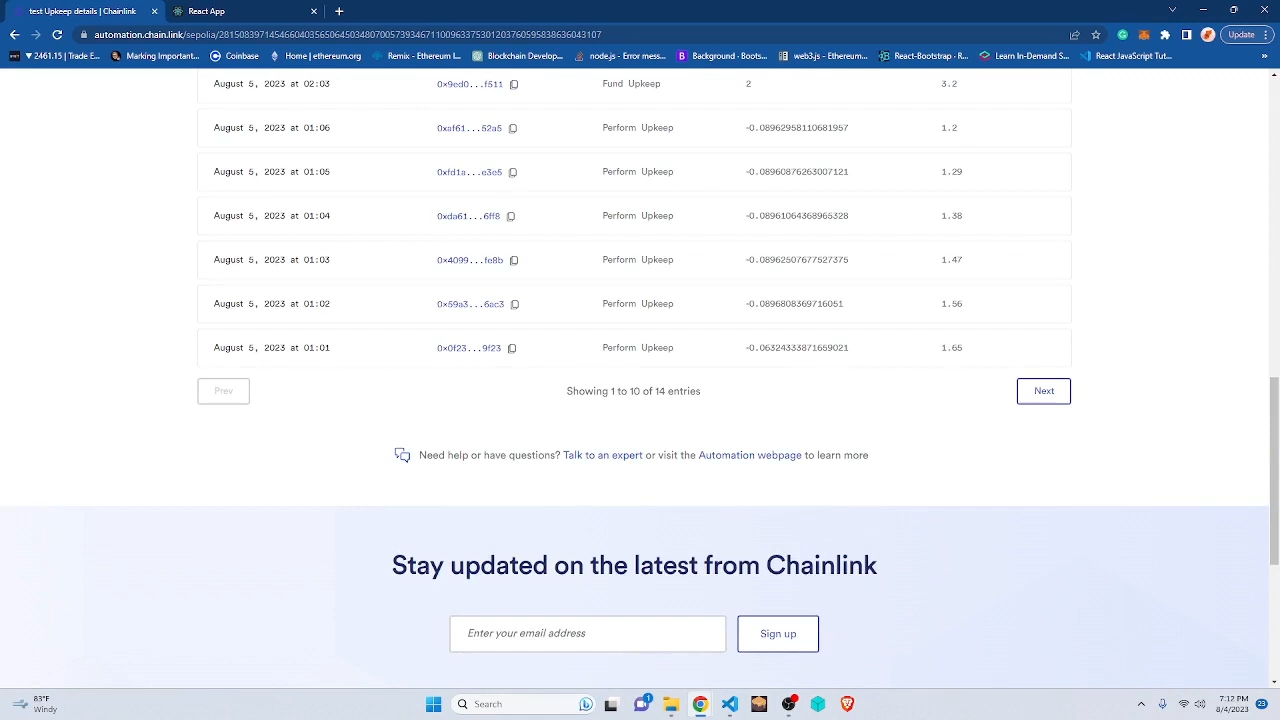 test Upkeep details | Chainlink
React App
automation.chain.link/sepolia/
Update
2461.15 | Trade E...
Making Important...
Coinbase
Home | ethereum.org
Remix - Ethereum I...
Blockchain Develop...
node.js - Error mess...
Background · Boots...
web3.js - Ethereum...
React-Bootstrap · R...
Learn In-Demand S...
React JavaScript Tut...
August 5, 2023 at 02:03 0x9ed0...f511 Fund Upkeep 2 3.2
August 5, 2023 at 01:06 0xaf61...52a5 Perform Upkeep -0.08962958110681957 1.2
August 5, 2023 at 01:05 0xfd1a...e3e5 Perform Upkeep -0.08960876263007121 1.29
August 5, 2023 at 01:04 0xda61...6ff8 Perform Upkeep -0.08961064368965328 1.38
August 5, 2023 at 01:03 0x4099...fe8b Perform Upkeep -0.08962507677527375 1.47
August 5, 2023 at 01:02 0x59a3...6ac3 Perform Upkeep -0.0896808369716051 1.56
August 5, 2023 at 01:01 0x0f23...9f23 Perform Upkeep -0.06324333871659021 1.65
Prev Showing 1 to 10 of 14 entries Next
Need help or have questions? Talk to an expert or visit the Automation webpage to learn more
Stay updated on the latest from Chainlink
Enter your email address Sign up
83°F
Windy
Search
7:12 PM
8/4/2023